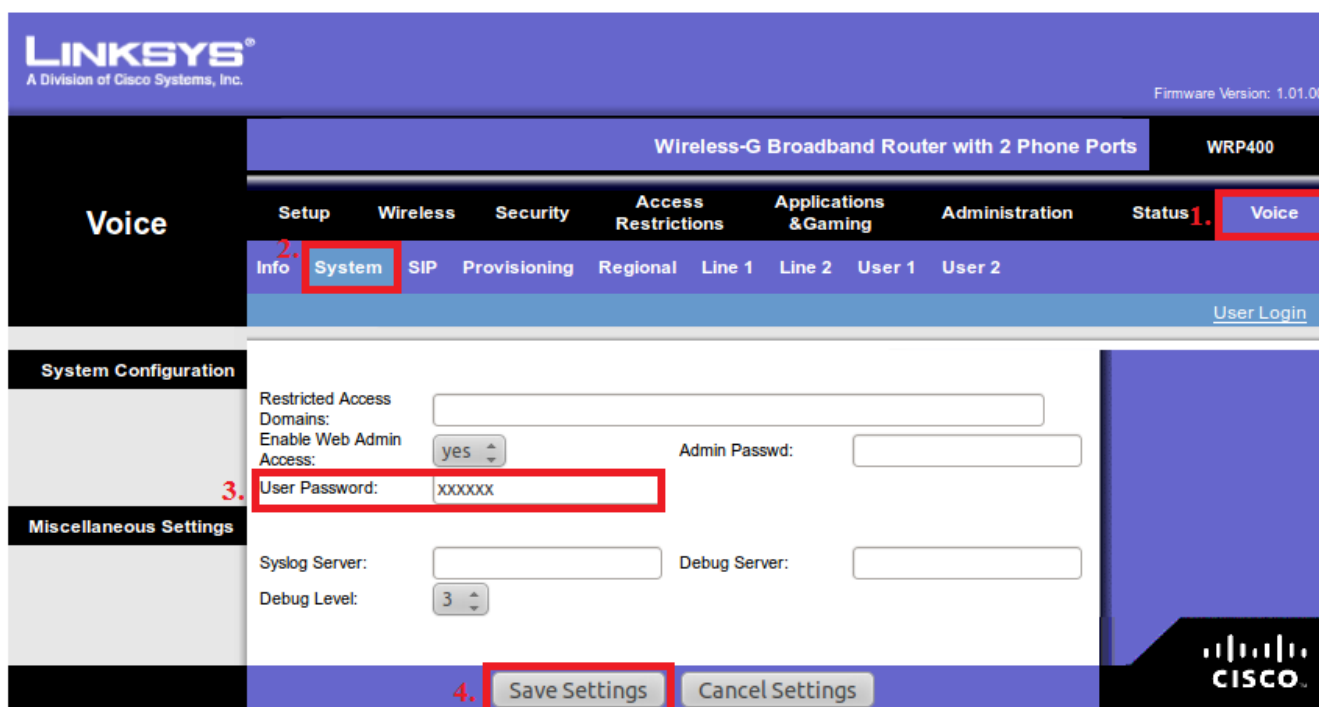 LINKSYS®
A Division of Cisco Systems, Inc.
Firmware Version: 1.01.00
Wireless-G Broadband Router with 2 Phone Ports WRP400
Voice
Setup Wireless Security Access Restrictions Applications &Gaming Administration Status 1. Voice
2.
Info System SIP Provisioning Regional Line 1 Line 2 User 1 User 2
User Login
System Configuration
Restricted Access
Domains:
Enable Web Admin
Access: yes Admin Passwd:
3. User Password: xxxxxx
Miscellaneous Settings
Syslog Server: Debug Server:
Debug Level: 3
CISCO
4. Save Settings Cancel Settings